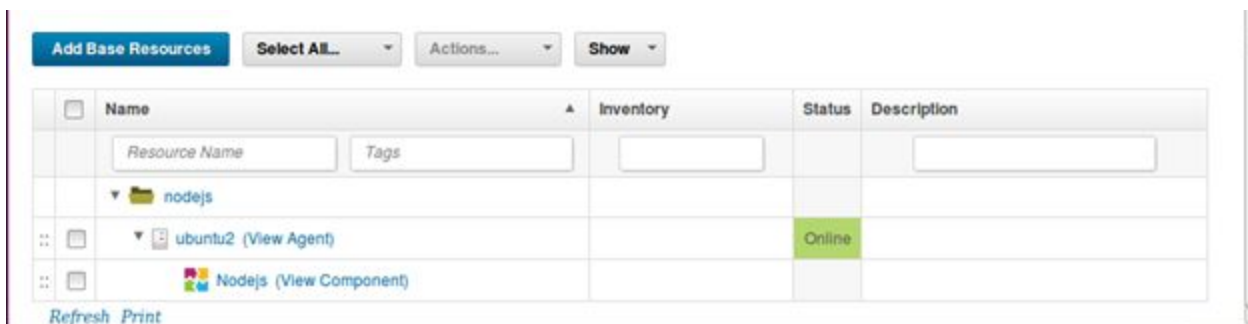 Add Base Resources Select All... Actions... Show
Name Inventory Status Description
Resource Name Tags
nodejs
ubuntu2 (View Agent) Online
Nodejs (View Component)
Refresh Print